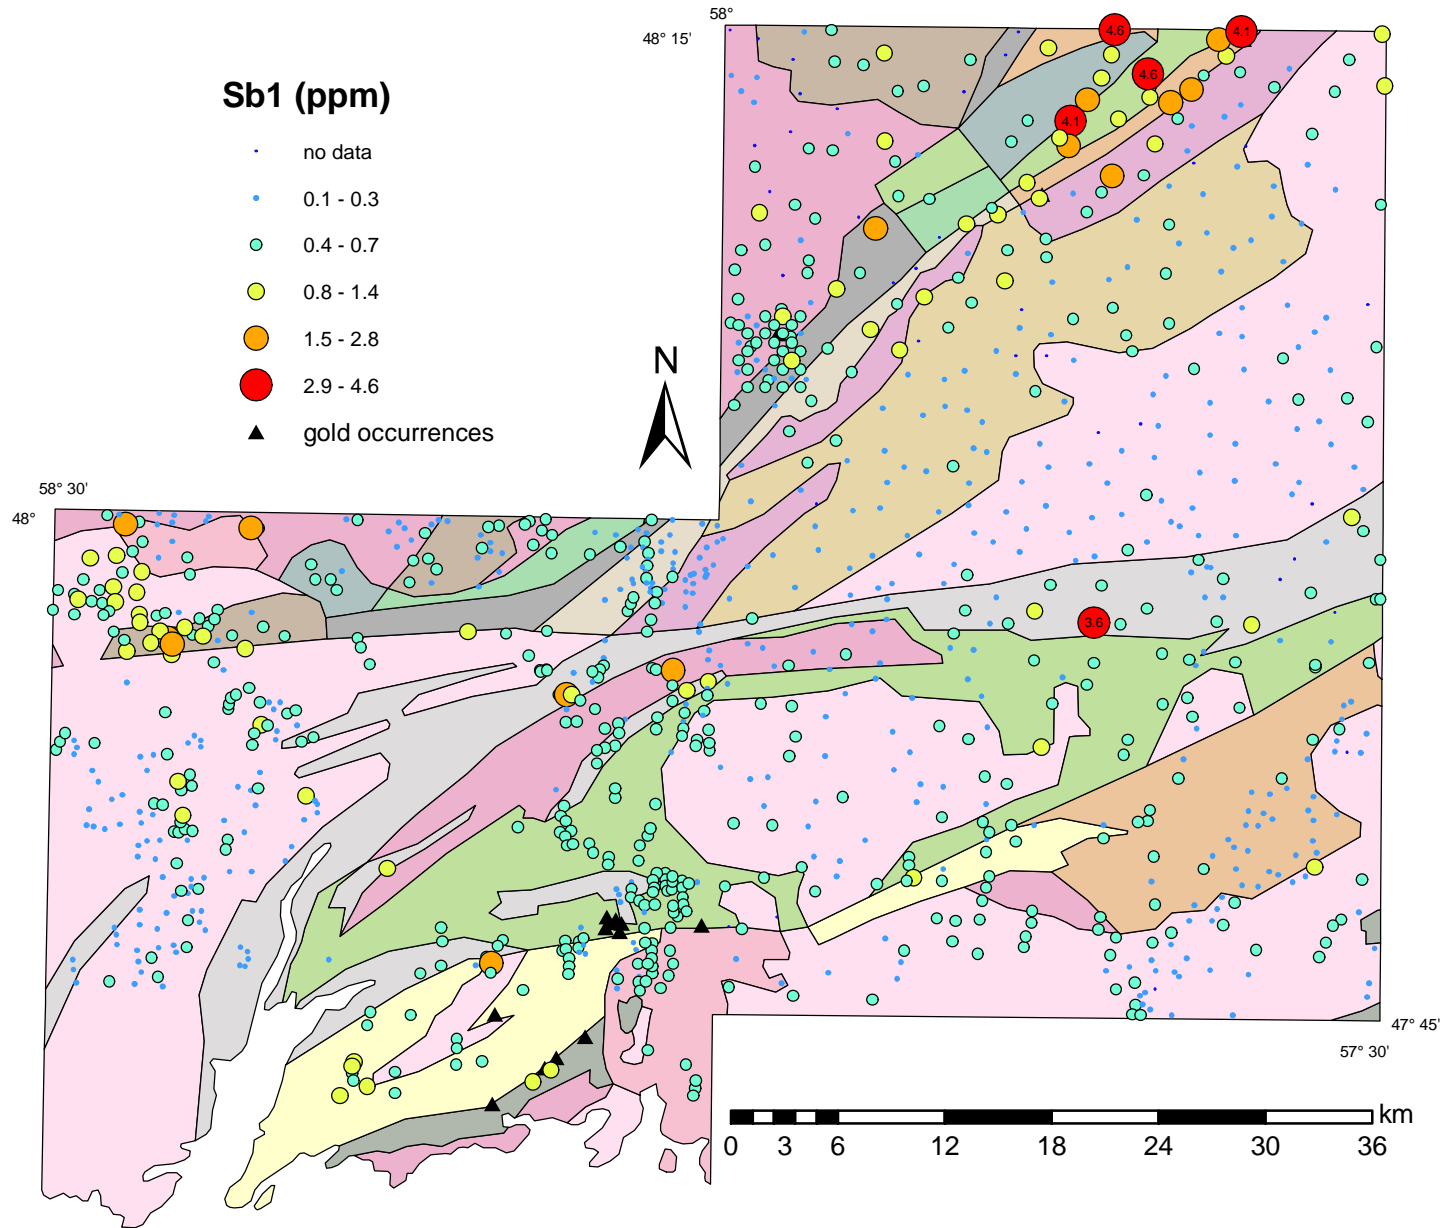 58°
48° 15'
4.6
4.1
4.6
4.1
Sb1 (ppm)
no data
0.1 - 0.3
0.4 - 0.7
0.8 - 1.4
1.5 - 2.8
2.9 - 4.6
gold occurrences
N
58° 30'
48°
3.6
47° 45'
57° 30'
km
0 3 6 12 18 24 30 36